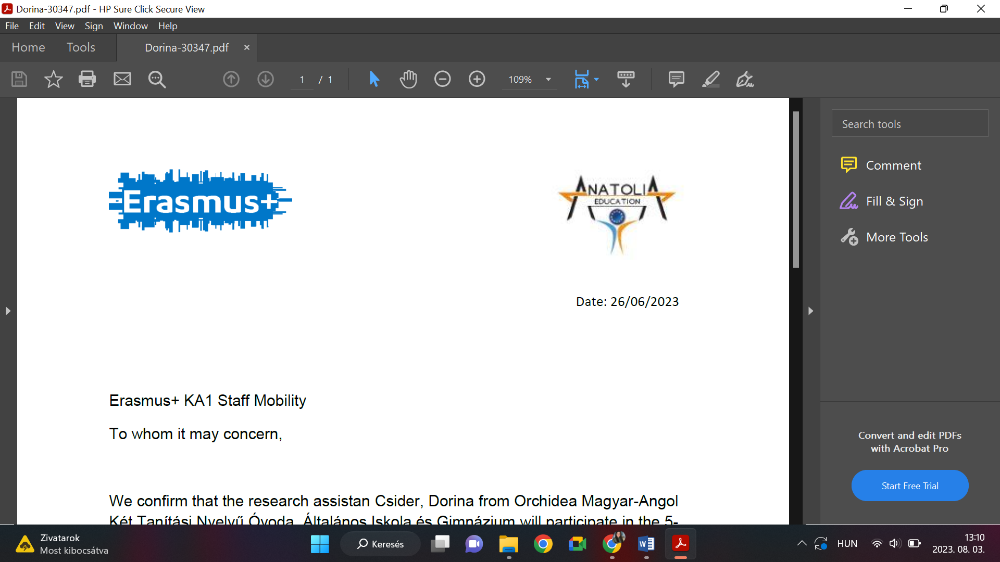 Dorina-30347.pdf - HP Sure Click Secure View
File Edit View Sign Window Help
Home Tools Dorina-30347.pdf ×
1 / 1 109%
Search tools
Comment
Fill & Sign
More Tools
Convert and edit PDFs
with Acrobat Pro
Start Free Trial
Erasmus+
ANATOLIA
EDUCATION
Date: 26/06/2023
Erasmus+ KA1 Staff Mobility
To whom it may concern,
We confirm that the research assistan Csider, Dorina from Orchidea Magyar-Angol
Két Tanítási Nyelvű Óvoda, Általános Iskola és Gimnázium will participate in the 5-
Zivatarok
Most kibocsátva
Keresés
HUN
13:10
2023. 08. 03.